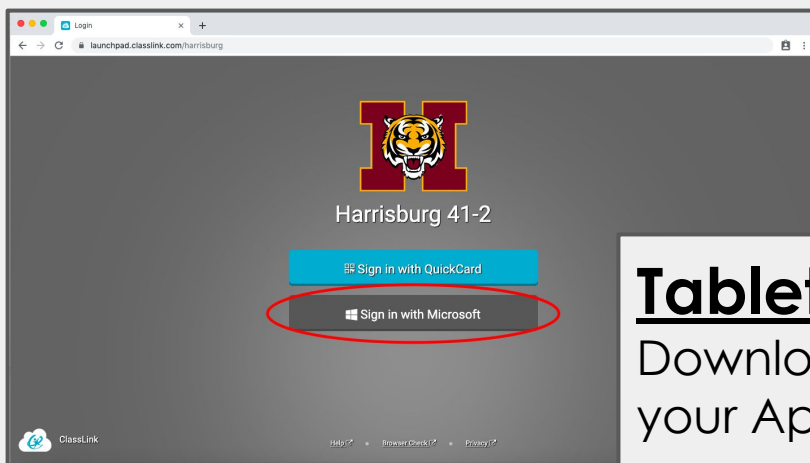 Login
launchpad.classlink.com/harrisburg
H
Harrisburg 41-2
Sign in with QuickCard
Sign in with Microsoft
ClassLink
Help
Browser Check
Privacy
Tablet
Downlo
your Ap